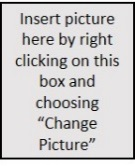 Insert picture
here by right
clicking on this
box and
choosing
“Change
Picture”